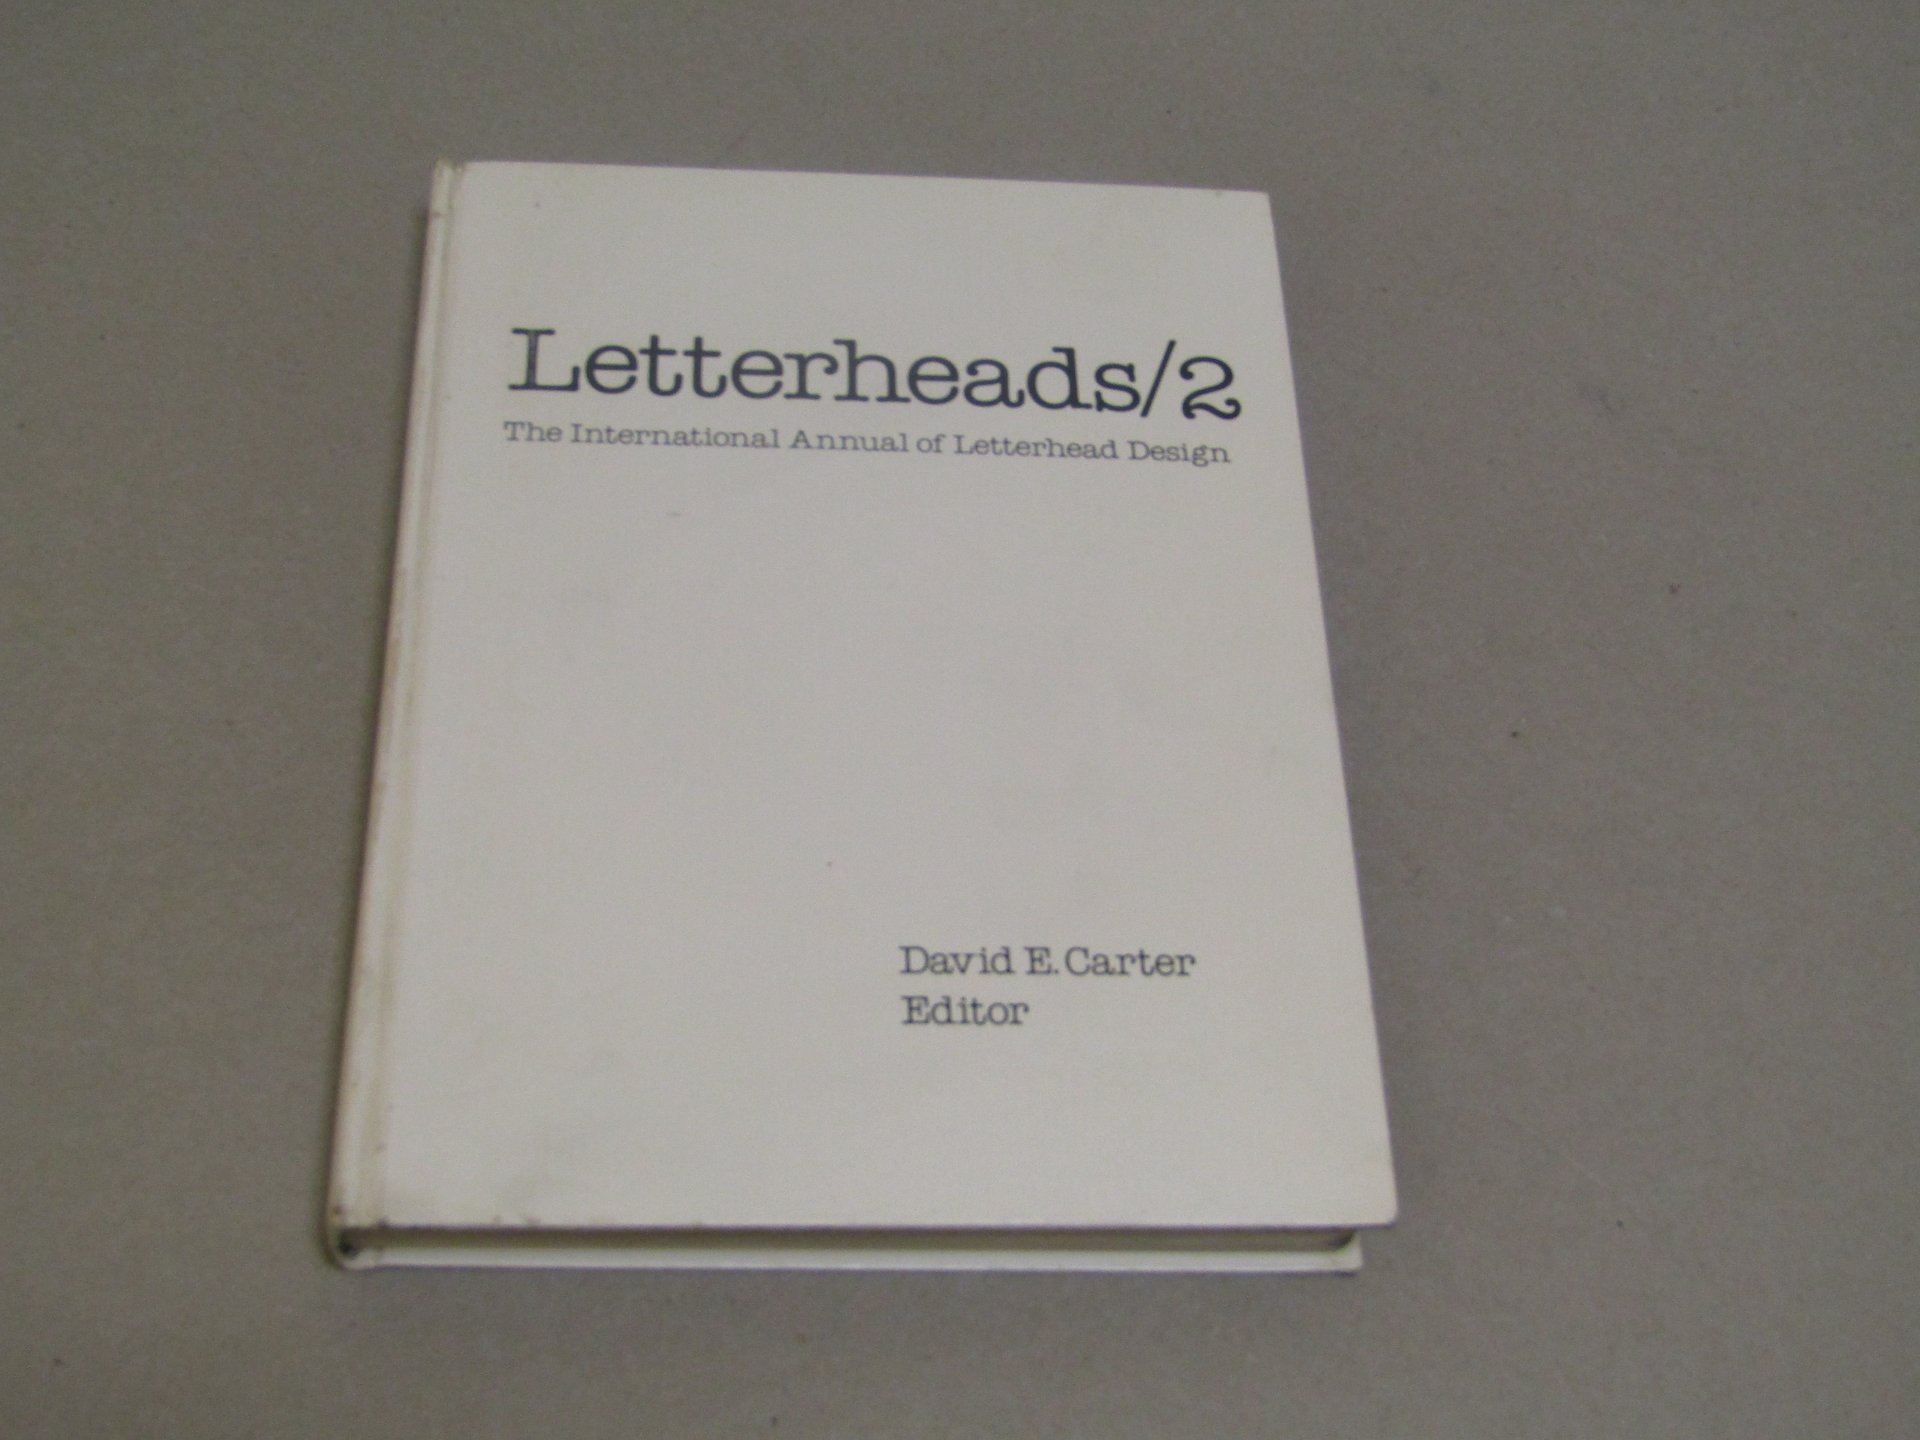 Letterheads/2
The International Annual of Letterhead Design
David E. Carter
Editor